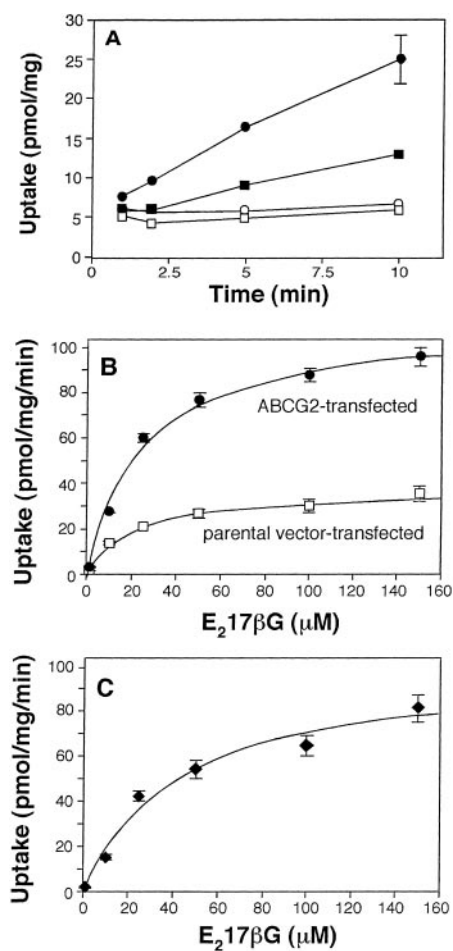 A
Uptake (pmol/mg)
30
25
20
15
10
5
0
0
2.5
5
7.5
10
Time (min)
B
Uptake (pmol/mg/min)
100
80
60
40
20
0
ABCG2-transfected
parental vector-transfected
0 20 40 60 80 100 120 140 160
E₂17βG (μM)
C
Uptake (pmol/mg/min)
100
80
60
40
20
0
0 20 40 60 80 100 120 140 160
E₂17βG (μM)